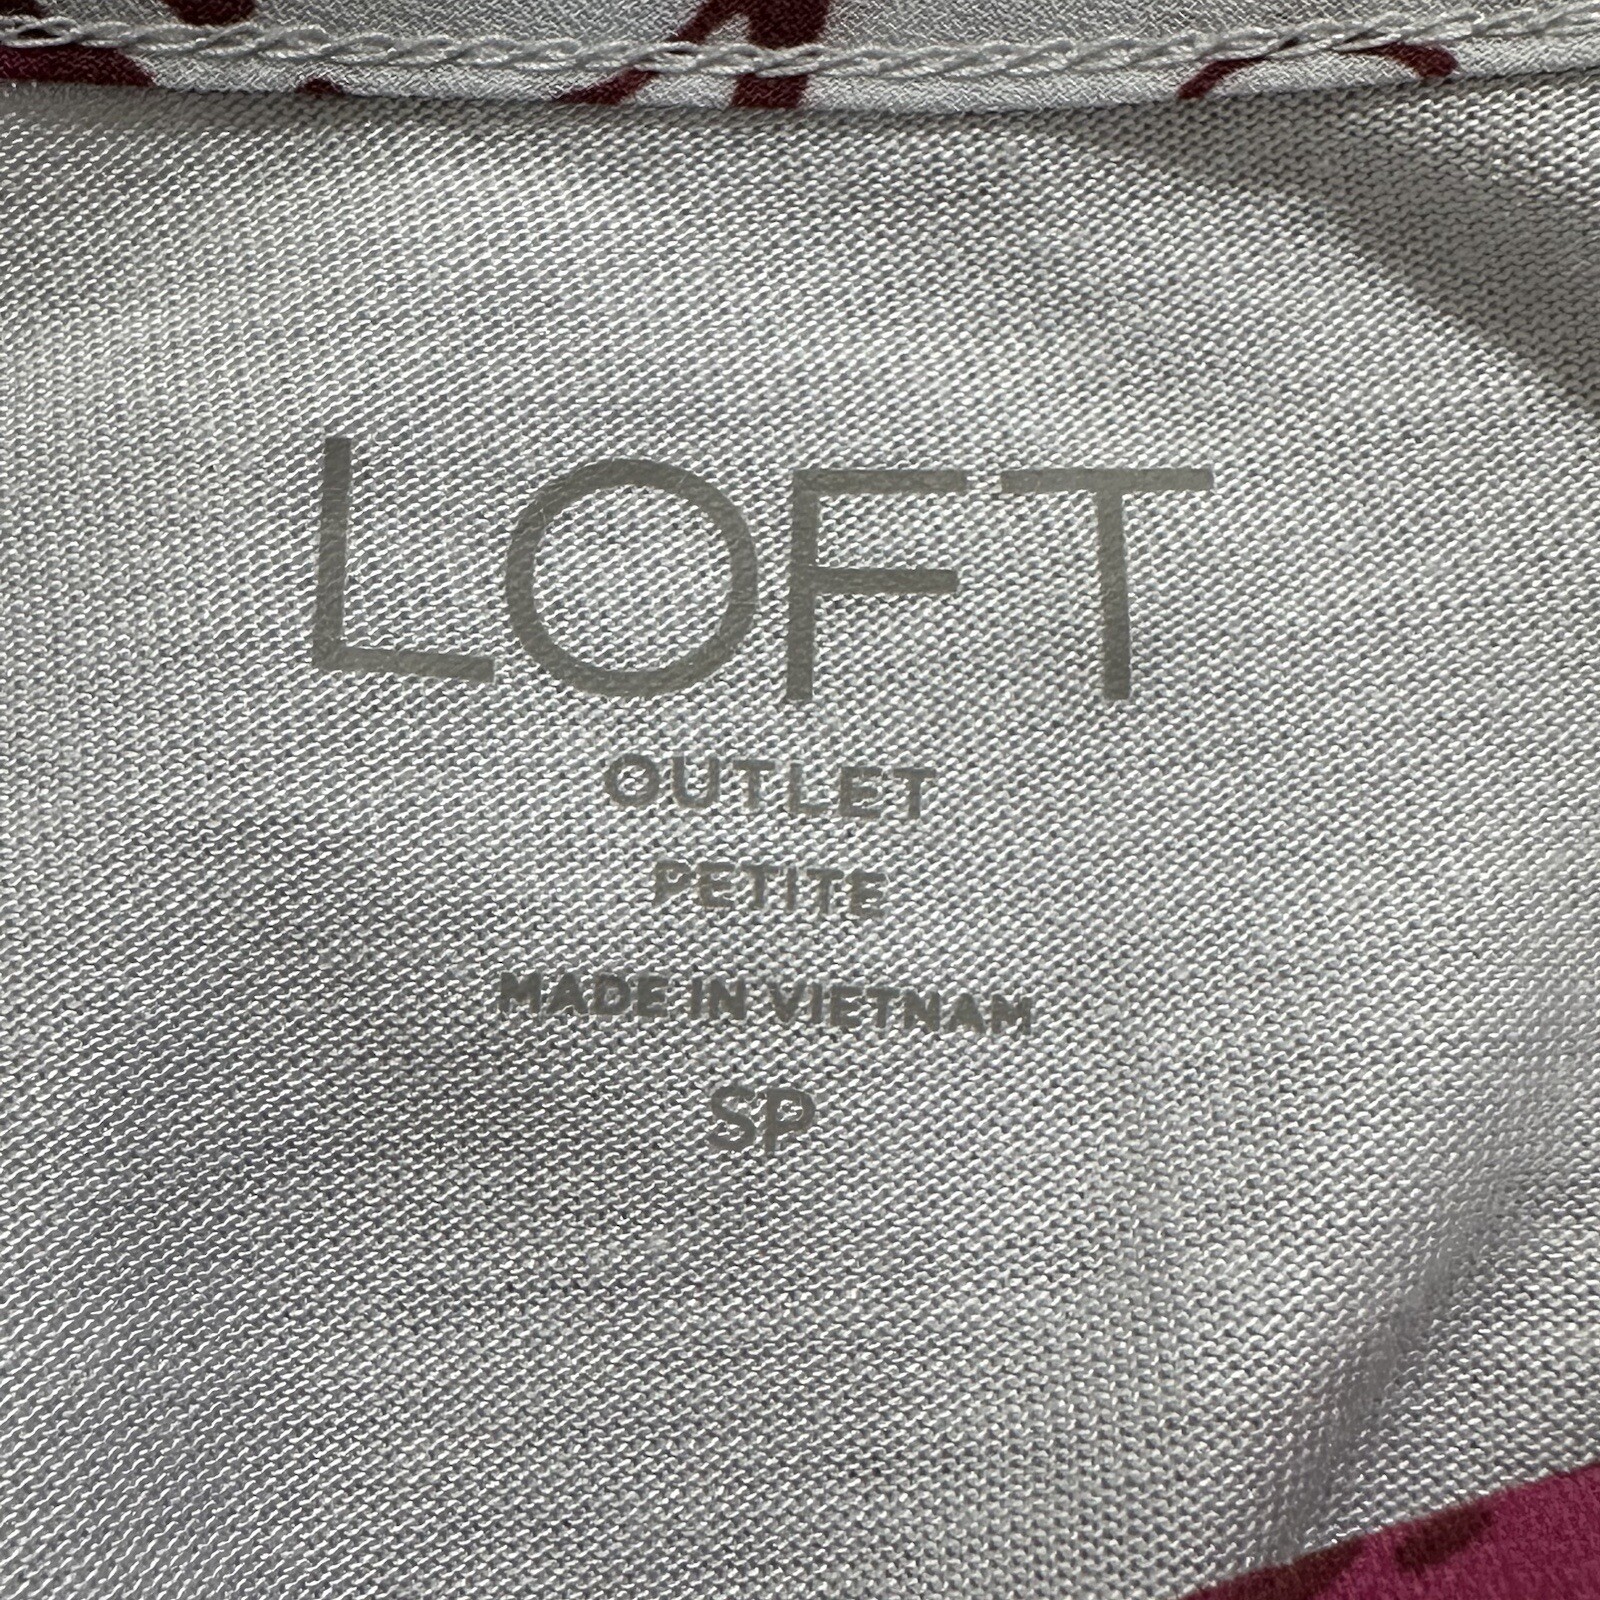 LOFT
OUTLET
PETITE
MADE IN VIETNAM
SP